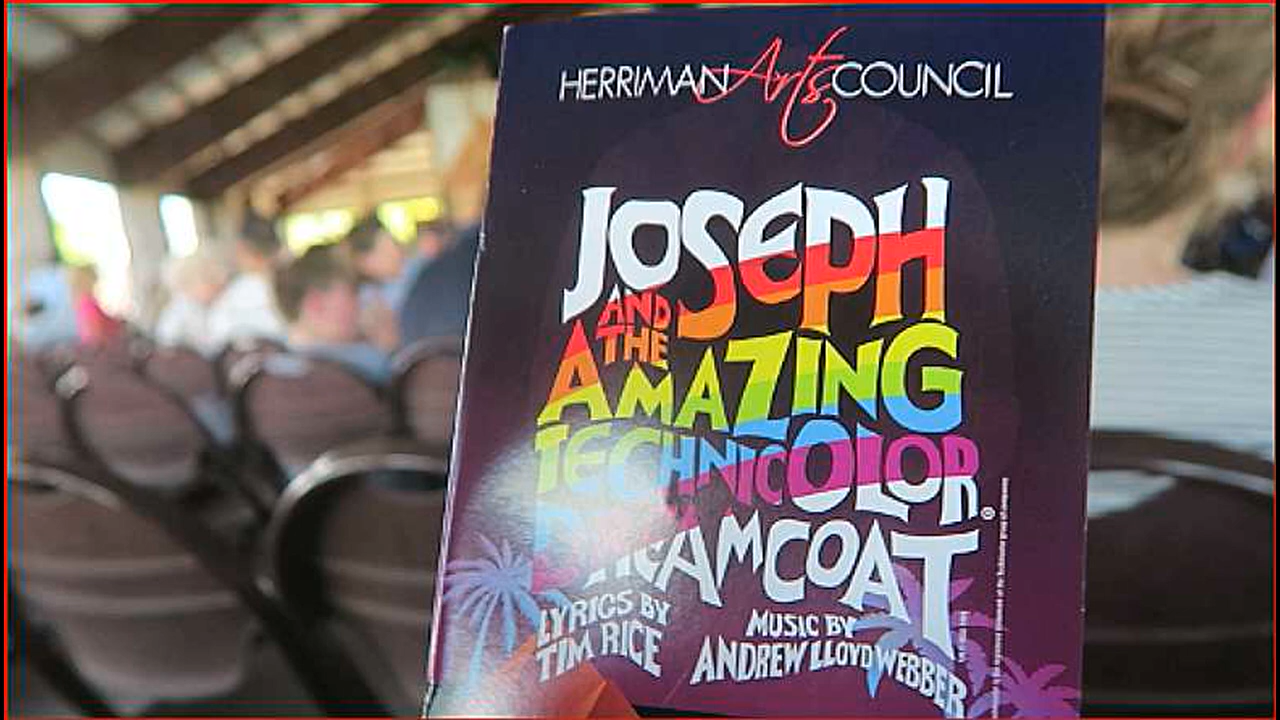 HERRIMAN Arts COUNCIL
JOSEPH
AND
THE
AMAZING
TECHNICOLOR
DREAMCOAT
LYRICS BY
TIM RICE
MUSIC BY
ANDREW LLOYD WEBBER